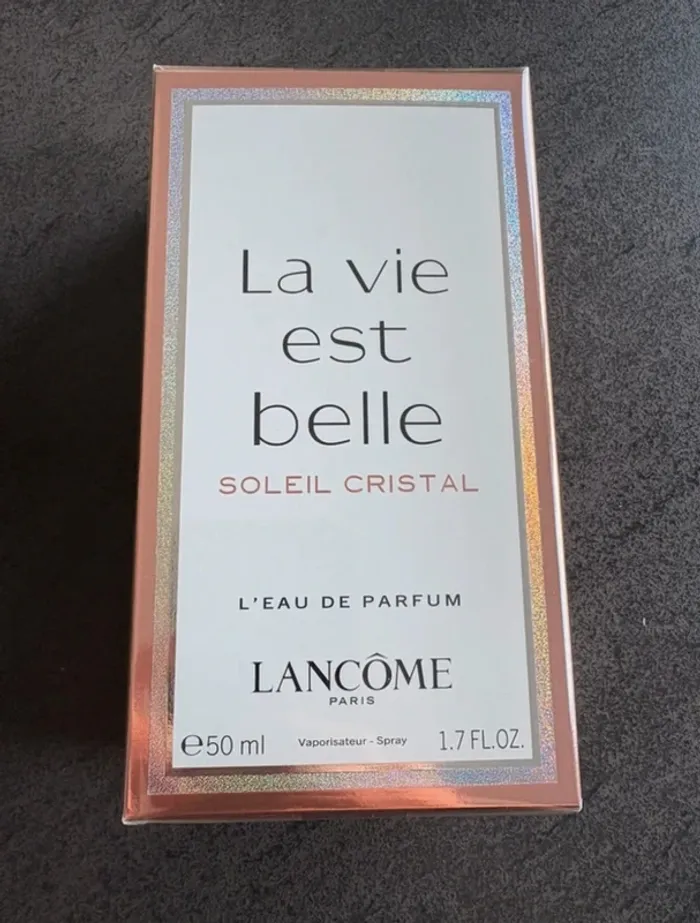 La vie
est
belle
SOLEIL CRISTAL
L'EAU DE PARFUM
LANCÔME
PARIS
℮50 ml Vaporisateur - Spray 1.7 FL.OZ.